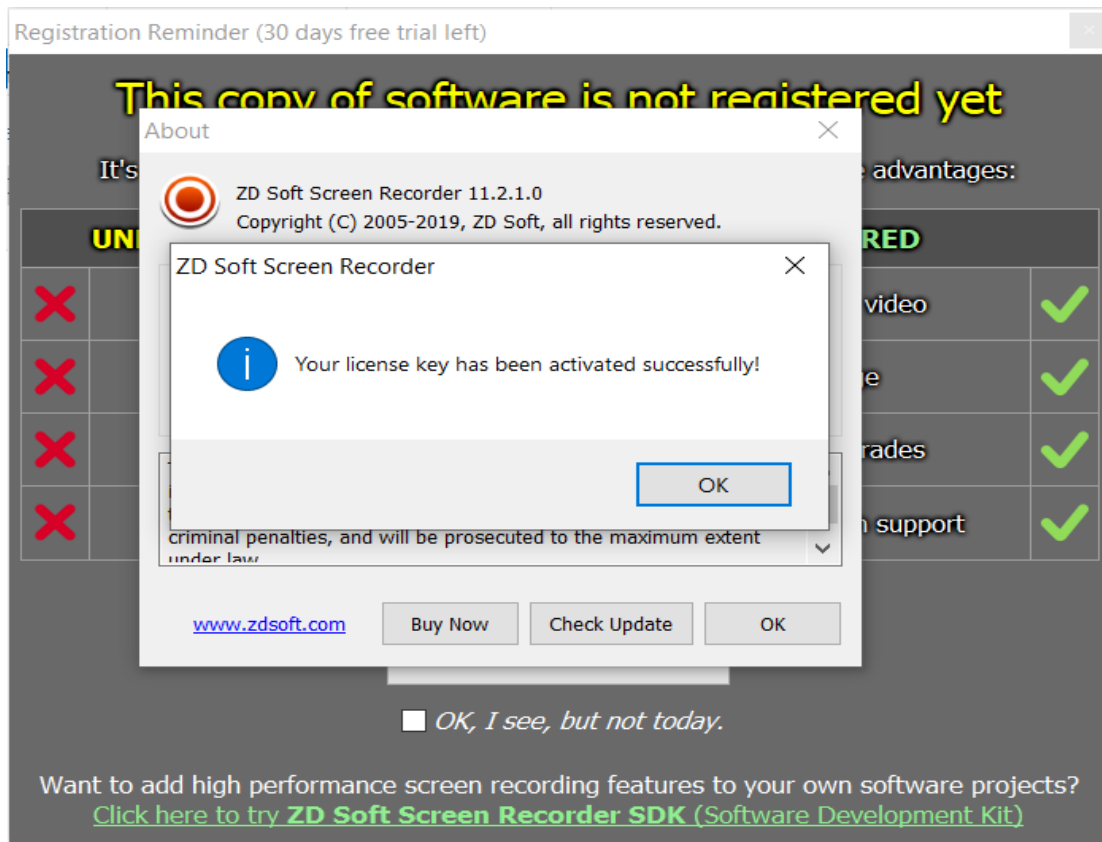 Registration Reminder (30 days free trial left)
This copy of software is not registered yet
About
It's
advantages:
ZD Soft Screen Recorder 11.2.1.0
Copyright (C) 2005-2019, ZD Soft, all rights reserved.
ZD Soft Screen Recorder
video
Your license key has been activated successfully!
OK
support
criminal penalties, and will be prosecuted to the maximum extent
under law
www.zdsoft.com
Buy Now
Check Update
OK
OK, I see, but not today.
Want to add high performance screen recording features to your own software projects?
Click here to try ZD Soft Screen Recorder SDK (Software Development Kit)